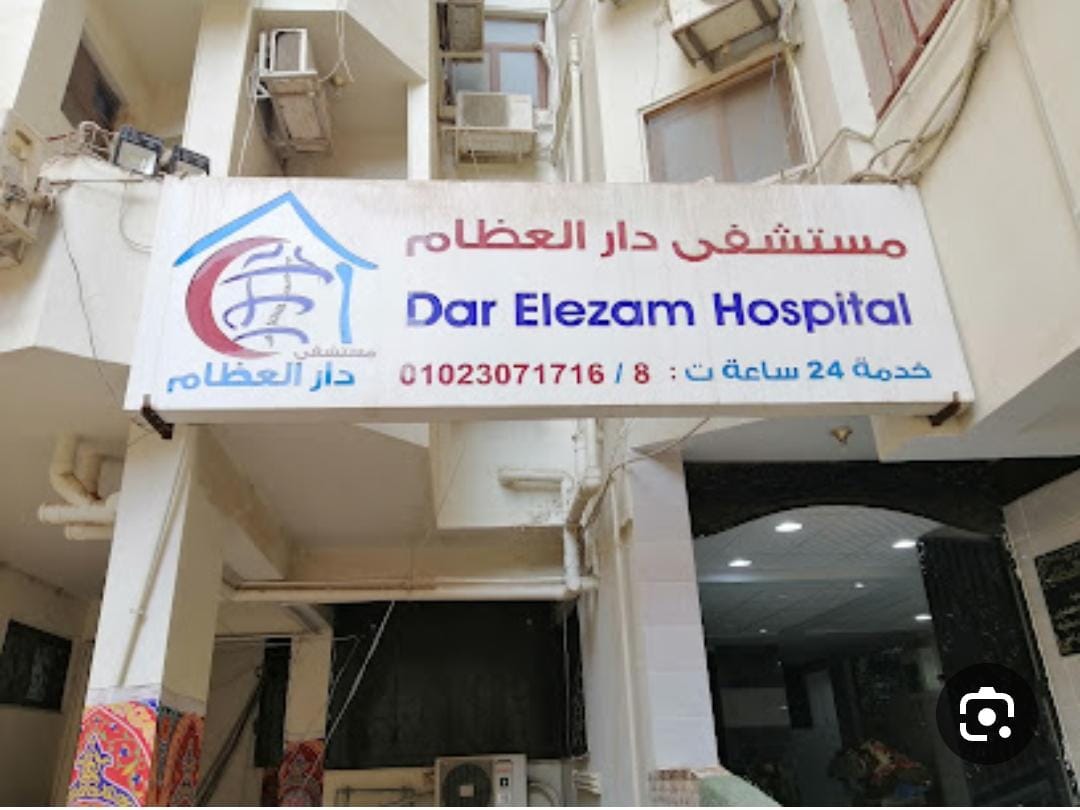 مستشفى دار العظام
Dar Elezam Hospital
خدمة 24 ساعة ت : 01023071716 / 8
مستشفى
دار العظام